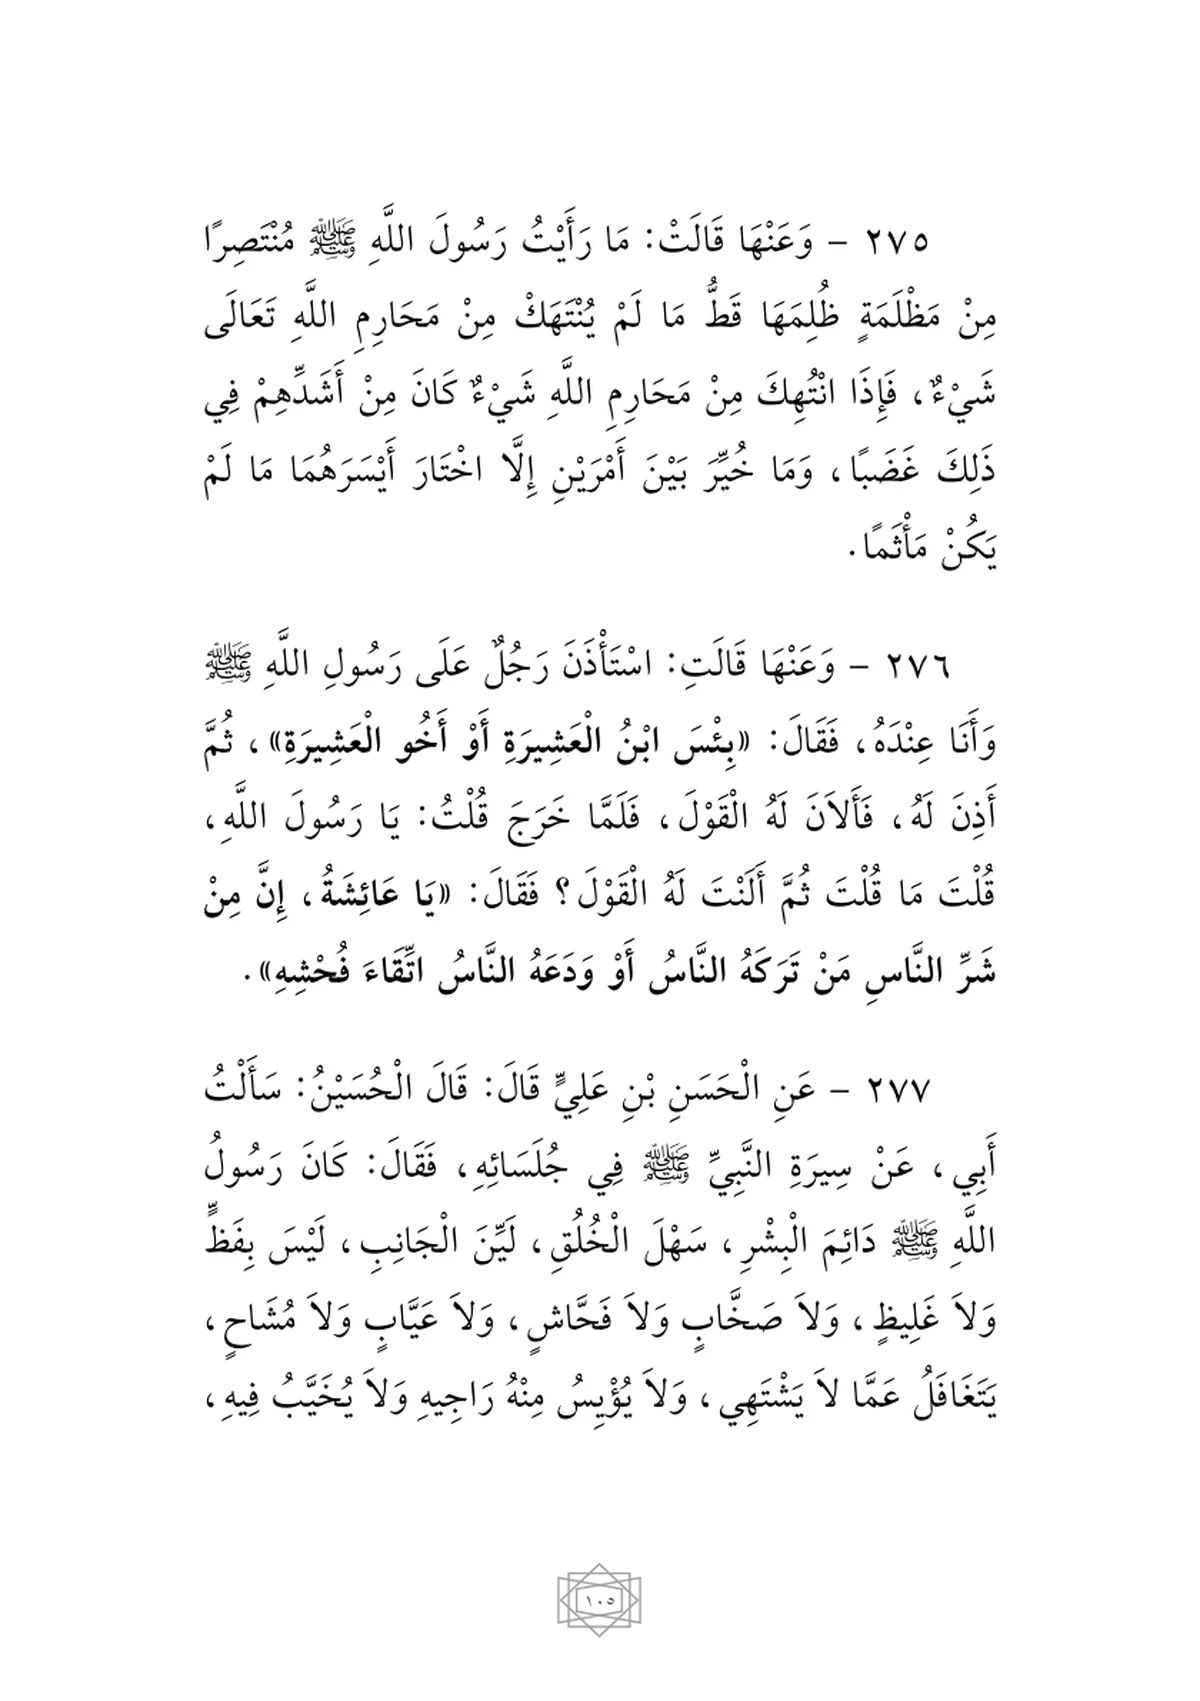 ٢٧٥ – وَعَنْهَا قَالَتْ: مَا رَأَيْتُ رَسُولَ اللَّهِ ﷺ مُنْتَصِرًا
مِنْ مَظْلَمَةٍ ظُلِمَهَا قَطُّ مَا لَمْ يُنْتَهَكْ مِنْ مَحَارِمِ اللَّهِ تَعَالَى
شَيْءٌ، فَإِذَا انْتُهِكَ مِنْ مَحَارِمِ اللَّهِ شَيْءٌ كَانَ مِنْ أَشَدِّهِمْ فِي
ذَلِكَ غَضَبًا، وَمَا خُيِّرَ بَيْنَ أَمْرَيْنِ إِلَّا اخْتَارَ أَيْسَرَهُمَا مَا لَمْ
يَكُنْ مَأْثَمًا.
٢٧٦ – وَعَنْهَا قَالَتِ: اسْتَأْذَنَ رَجُلٌ عَلَى رَسُولِ اللَّهِ ﷺ
وَأَنَا عِنْدَهُ، فَقَالَ: «بِئْسَ ابْنُ الْعَشِيرَةِ أَوْ أَخُو الْعَشِيرَةِ»، ثُمَّ
أَذِنَ لَهُ، فَأَلاَنَ لَهُ الْقَوْلَ، فَلَمَّا خَرَجَ قُلْتُ: يَا رَسُولَ اللَّهِ،
قُلْتَ مَا قُلْتَ ثُمَّ أَلَنْتَ لَهُ الْقَوْلَ؟ فَقَالَ: «يَا عَائِشَةُ، إِنَّ مِنْ
شَرِّ النَّاسِ مَنْ تَرَكَهُ النَّاسُ أَوْ وَدَعَهُ النَّاسُ اتِّقَاءَ فُحْشِهِ».
٢٧٧ – عَنِ الْحَسَنِ بْنِ عَلِيٍّ قَالَ: قَالَ الْحُسَيْنُ: سَأَلْتُ
أَبِي، عَنْ سِيرَةِ النَّبِيِّ ﷺ فِي جُلَسَائِهِ، فَقَالَ: كَانَ رَسُولُ
اللَّهِ ﷺ دَائِمَ الْبِشْرِ، سَهْلَ الْخُلُقِ، لَيِّنَ الْجَانِبِ، لَيْسَ بِفَظٍّ
وَلاَ غَلِيظٍ، وَلاَ صَخَّابٍ وَلاَ فَحَّاشٍ، وَلاَ عَيَّابٍ وَلاَ مُشَاحٍ،
يَتَغَافَلُ عَمَّا لاَ يَشْتَهِي، وَلاَ يُؤْيِسُ مِنْهُ رَاجِيهِ وَلاَ يُخَيَّبُ فِيهِ،
١٠٥